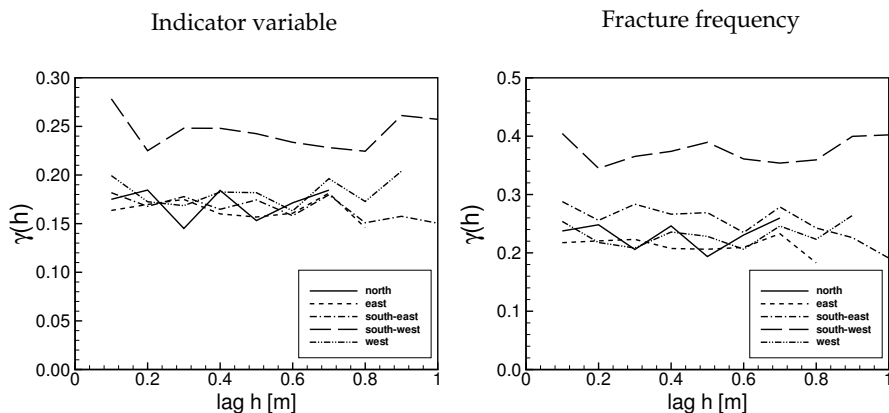 Indicator variable
Fracture frequency
0.30
0.25
0.20
0.15
0.10
0.05
0.00
γ(h)
0
0.2
0.4
0.6
0.8
1
lag h [m]
north
east
south-east
south-west
west
0.5
0.4
0.3
0.2
0.1
0.0
γ(h)
0
0.2
0.4
0.6
0.8
1
lag h [m]
north
east
south-east
south-west
west